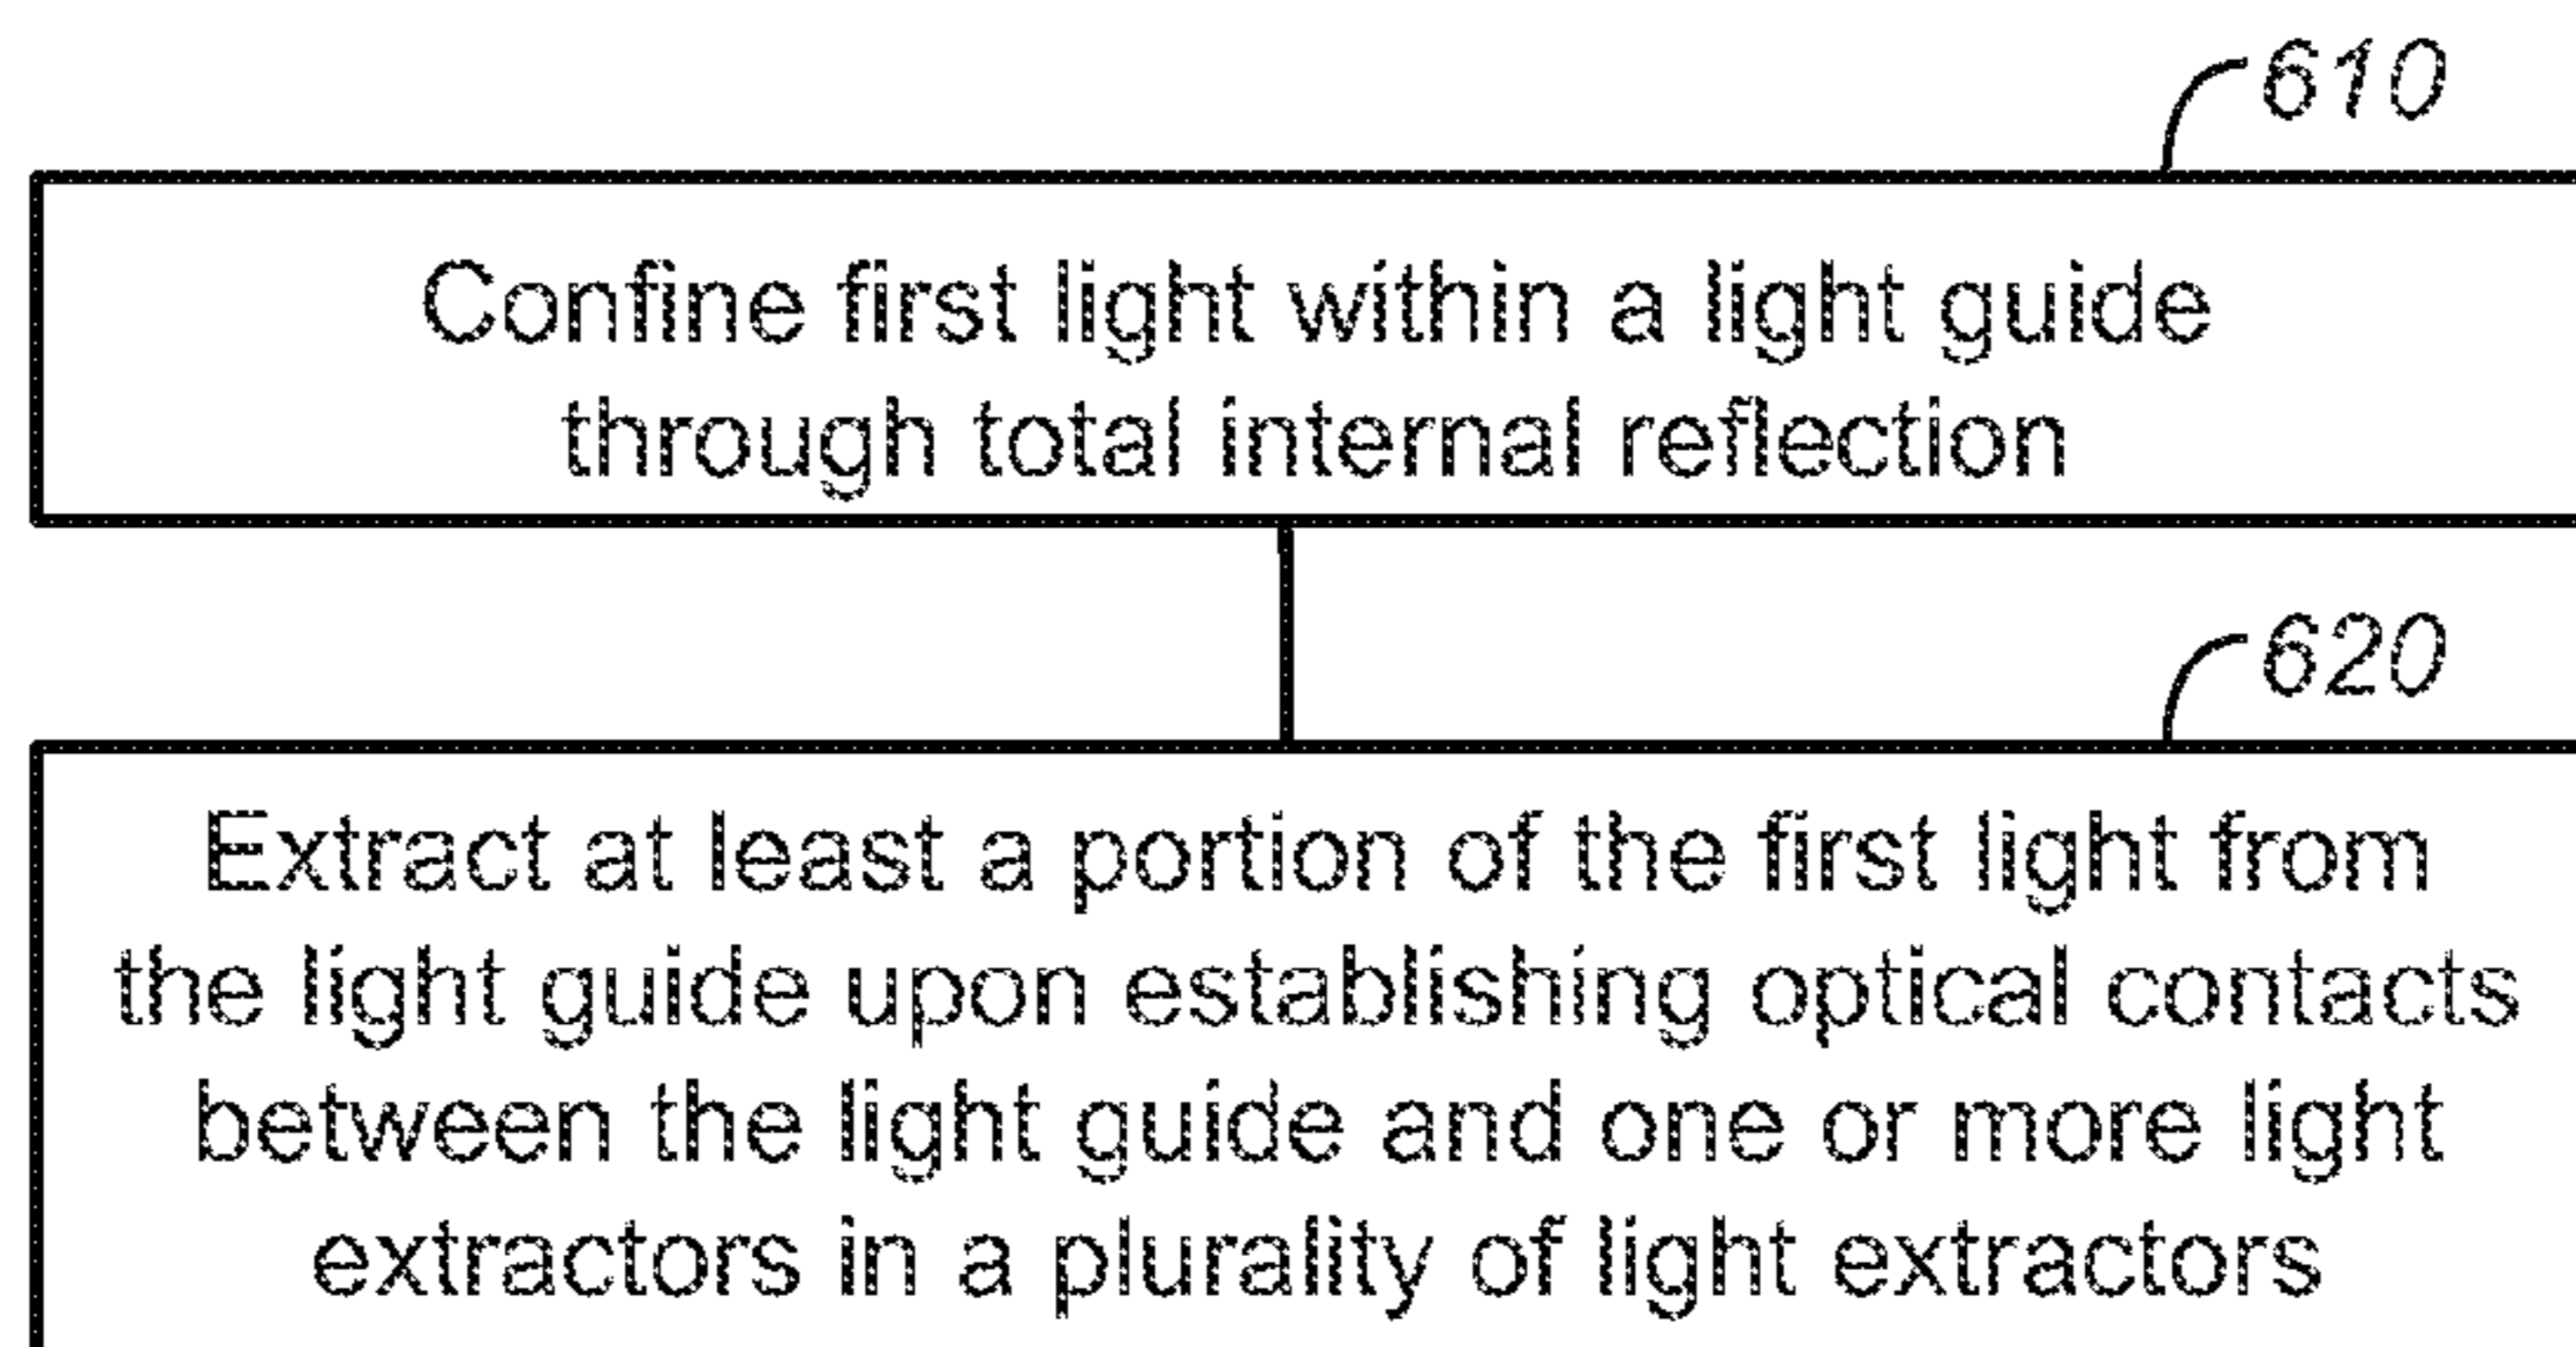 610
Confine first light within a light guide
through total internal reflection
620
Extract at least a portion of the first light from
the light guide upon establishing optical contacts
between the light guide and one or more light
extractors in a plurality of light extractors